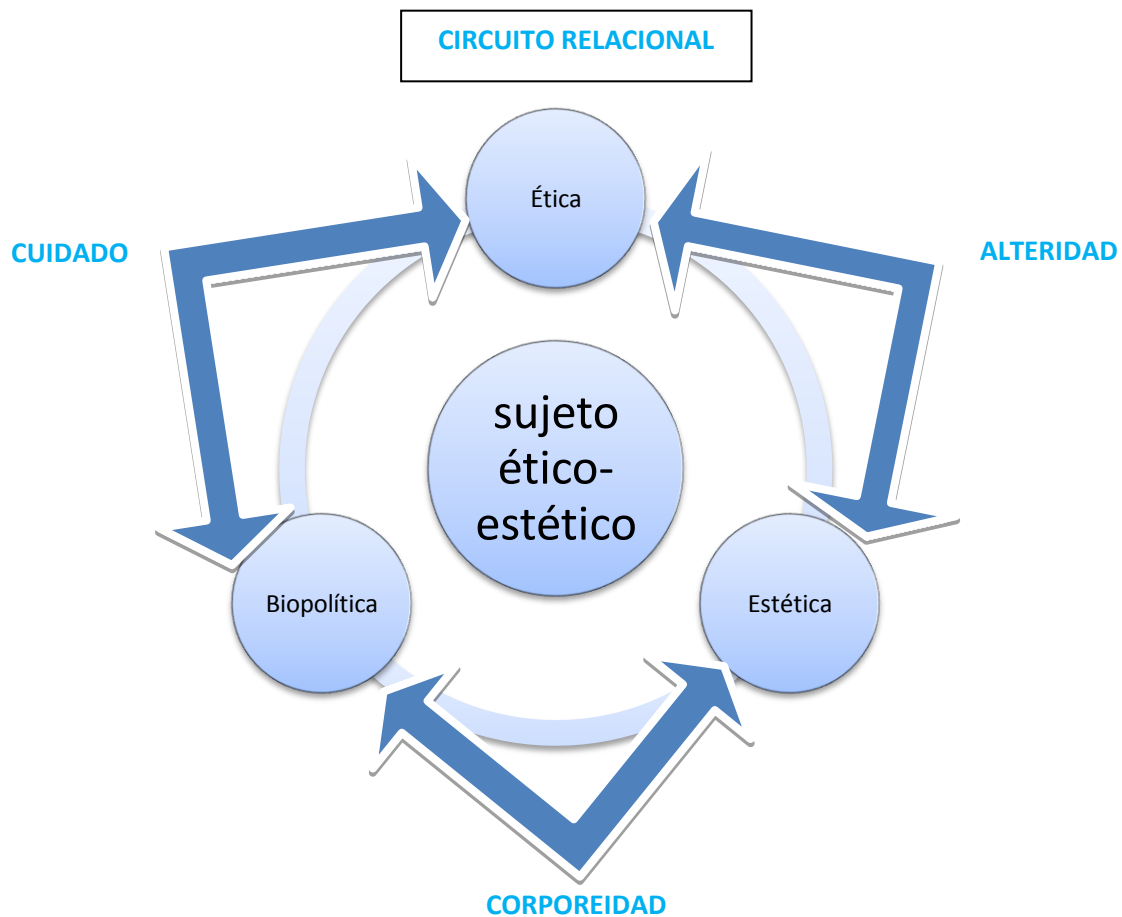 CIRCUITO RELACIONAL
Ética
CUIDADO
ALTERIDAD
sujeto
ético-
estético
Biopolítica
Estética
CORPOREIDAD